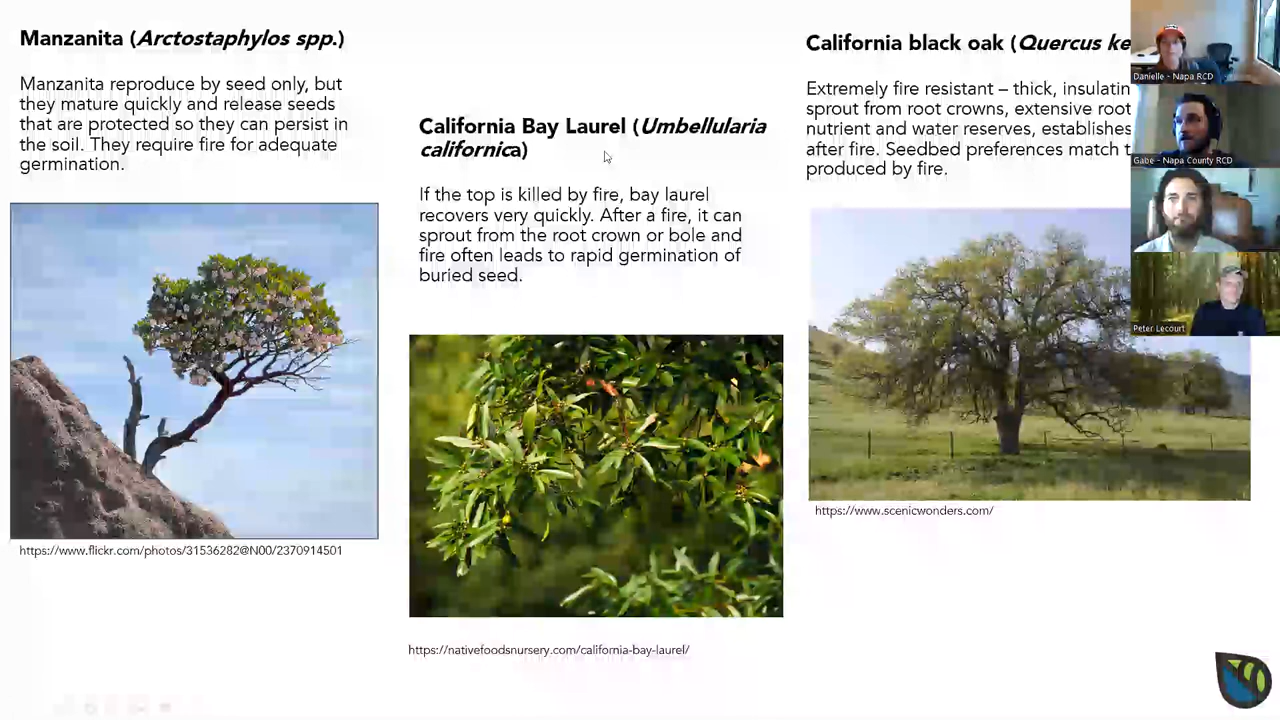 Manzanita (Arctostaphylos spp.)
Manzanita reproduce by seed only, but
they mature quickly and release seeds
that are protected so they can persist in
the soil. They require fire for adequate
germination.
https://www.flickr.com/photos/31536282@N00/2370914501
California Bay Laurel (Umbellularia
californica)
If the top is killed by fire, bay laurel
recovers very quickly. After a fire, it can
sprout from the root crown or bole and
fire often leads to rapid germination of
buried seed.
https://nativefoodsnursery.com/california-bay-laurel/
California black oak (Quercus ke
Extremely fire resistant – thick, insulatin
sprout from root crowns, extensive root
nutrient and water reserves, establishes
after fire. Seedbed preferences match t
produced by fire.
https://www.scenicwonders.com/
Danielle - Napa RCD
Gabe - Napa County RCD
Peter Lecourt